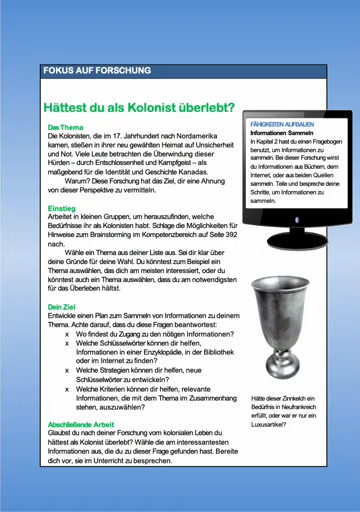 FOKUS AUF FORSCHUNG
Hättest du als Kolonist überlebt?
Das Thema
Die Kolonisten, die im 17. Jahrhundert nach Nordamerika
kamen, stießen in ihrer neu gewählten Heimat auf Unsicherheit
und Not. Viele Leute betrachten die Überwindung dieser
Hürden – durch Entschlossenheit und Kampfgeist – als
maßgebend für die Identität und Geschichte Kanadas.
Warum? Diese Forschung hat das Ziel, dir eine Ahnung
von dieser Perspektive zu vermitteln.
Einstieg
Arbeitet in kleinen Gruppen, um herauszufinden, welche
Bedürfnisse ihr als Kolonisten habt. Schlage die Möglichkeiten für
Hinweise zum Brainstorming im Kompetenzbereich auf Seite 392
nach.
Wähle ein Thema aus deiner Liste aus. Sei dir klar über
deine Gründe für deine Wahl. Du könntest zum Beispiel ein
Thema auswählen, das dich am meisten interessiert, oder du
könntest auch ein Thema auswählen, dass du am notwendigsten
für das Überleben hältst.
Dein Ziel
Entwickle einen Plan zum Sammeln von Informationen zu deinem
Thema. Achte darauf, dass du diese Fragen beantwortest:
x Wo findest du Zugang zu den nötigen Informationen?
x Welche Schlüsselwörter können dir helfen,
Informationen in einer Enzyklopädie, in der Bibliothek
oder im Internet zu finden?
x Welche Strategien können dir helfen, neue
Schlüsselwörter zu entwickeln?
x Welche Kriterien können dir helfen, relevante
Informationen, die mit dem Thema im Zusammenhang
stehen, auszuwählen?
Abschließende Arbeit
Glaubst du nach deiner Forschung vom kolonialen Leben du
hättest als Kolonist überlebt? Wähle die am interessantesten
Informationen aus, die du zu dieser Frage gefunden hast. Bereite
dich vor, sie im Unterricht zu besprechen.
FÄHIGKEITEN AUFBAUEN
Informationen Sammeln
In Kapitel 2 hast du einen Fragebogen
benutzt, um Informationen zu
sammeln. Bei dieser Forschung wirst
du Informationen aus Büchern, dem
Internet, oder aus beiden Quellen
sammeln. Teile und bespreche deine
Schritte, um Informationen zu
sammeln.
Hätte dieser Zinnkelch ein
Bedürfnis in Neufrankreich
erfüllt, oder war er nur ein
Luxusartikel?